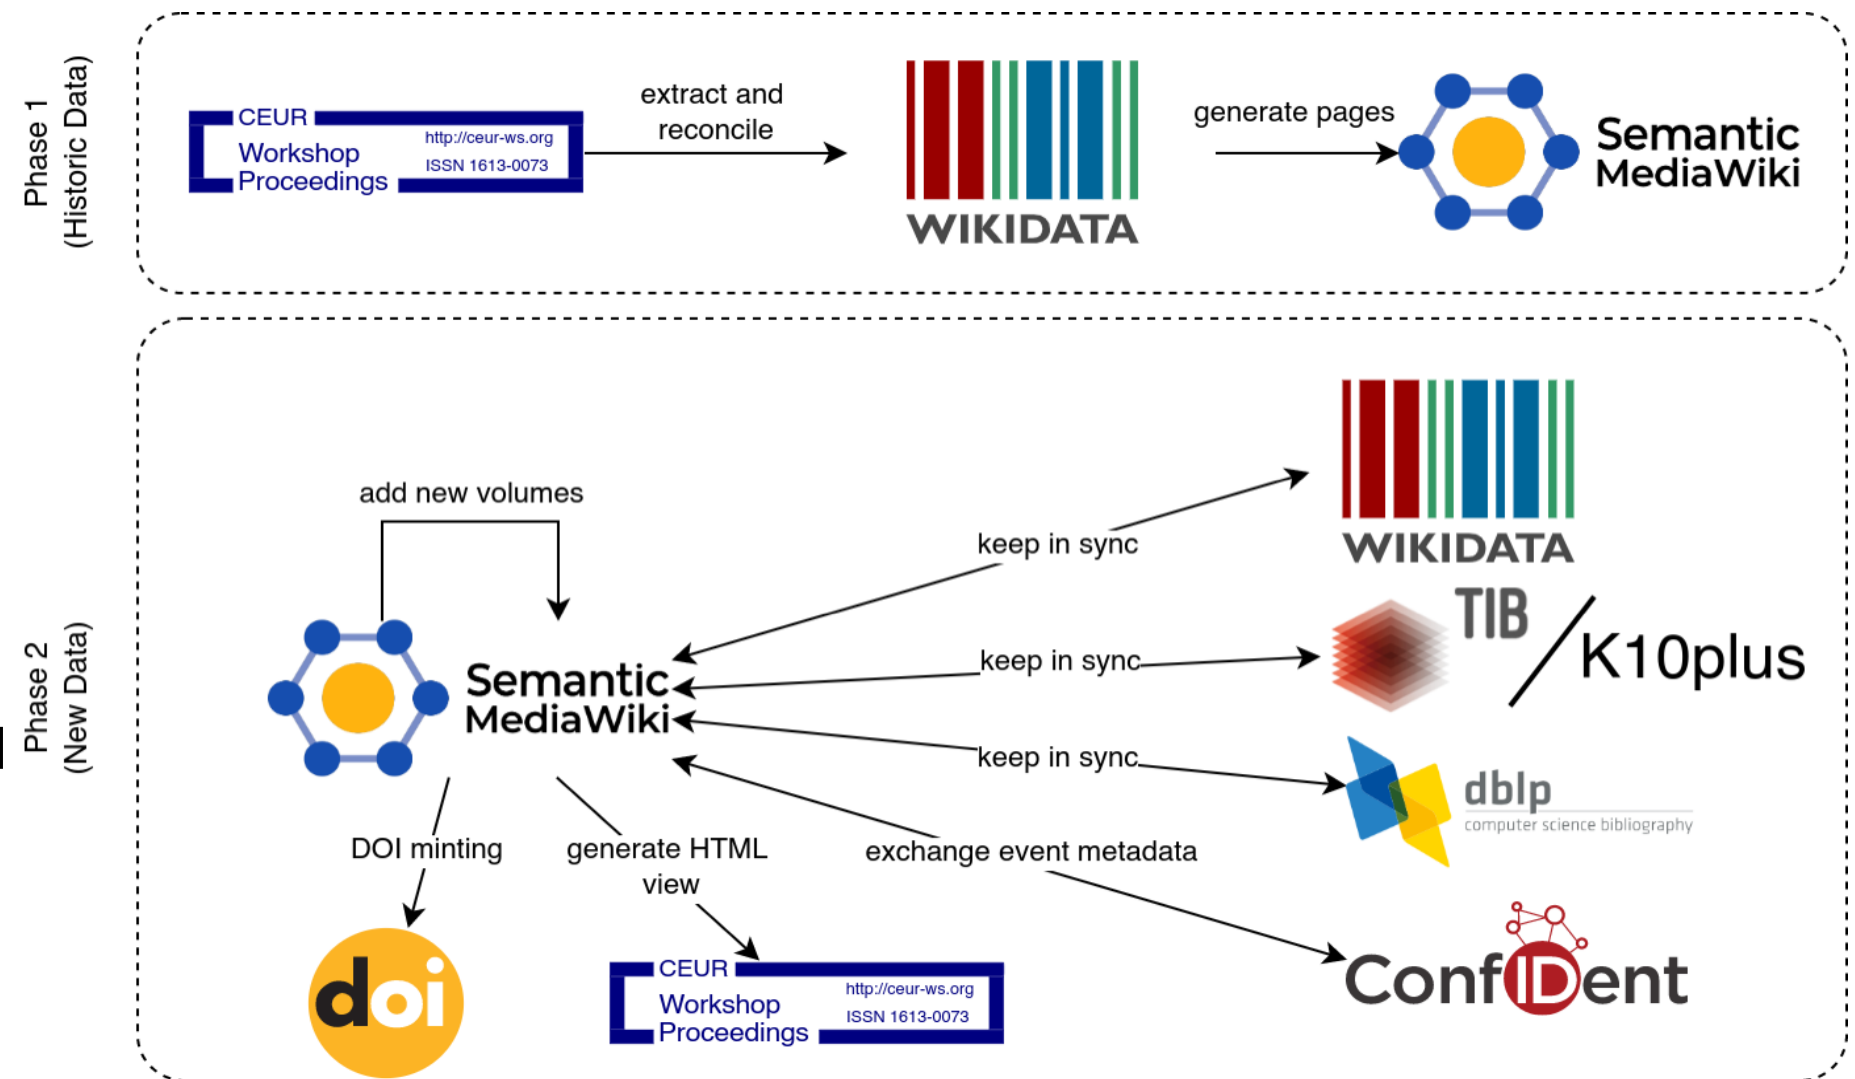 Phase 1
(Historic Data)
CEUR
Workshop
Proceedings
http://ceur-ws.org
ISSN 1613-0073
extract and
reconcile
WIKIDATA
generate pages
Semantic
MediaWiki
Phase 2
(New Data)
add new volumes
Semantic
MediaWiki
keep in sync
WIKIDATA
keep in sync
TIB
K10plus
keep in sync
dblp
computer science bibliography
exchange event metadata
ConfIDent
DOI minting
doi
generate HTML
view
CEUR
Workshop
Proceedings
http://ceur-ws.org
ISSN 1613-0073